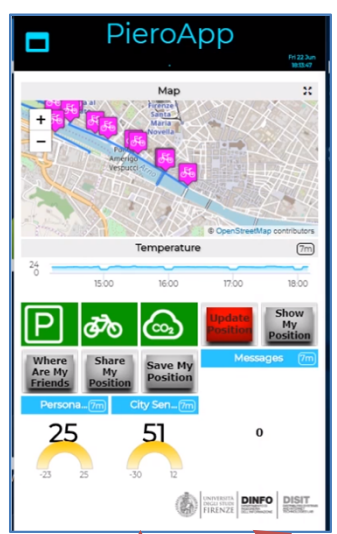 PieroApp
Fri 22 Jun
18:13:47
Map
+
−
Firenze
Santa
Maria
Novella
Amerigo
Vespucci
© OpenStreetMap contributors
Temperature 7m
24
0
15:00 16:00 17:00 18:00
P
CO2
Update
Position
Show
My
Position
Where
Are My
Friends
Share
My
Position
Save My
Position
Messages 7m
Persona... 7m
City Sen... 7m
25
-23 25
51
-30 12
0
UNIVERSITÀ
DEGLI STUDI
FIRENZE
DINFO
DISIT